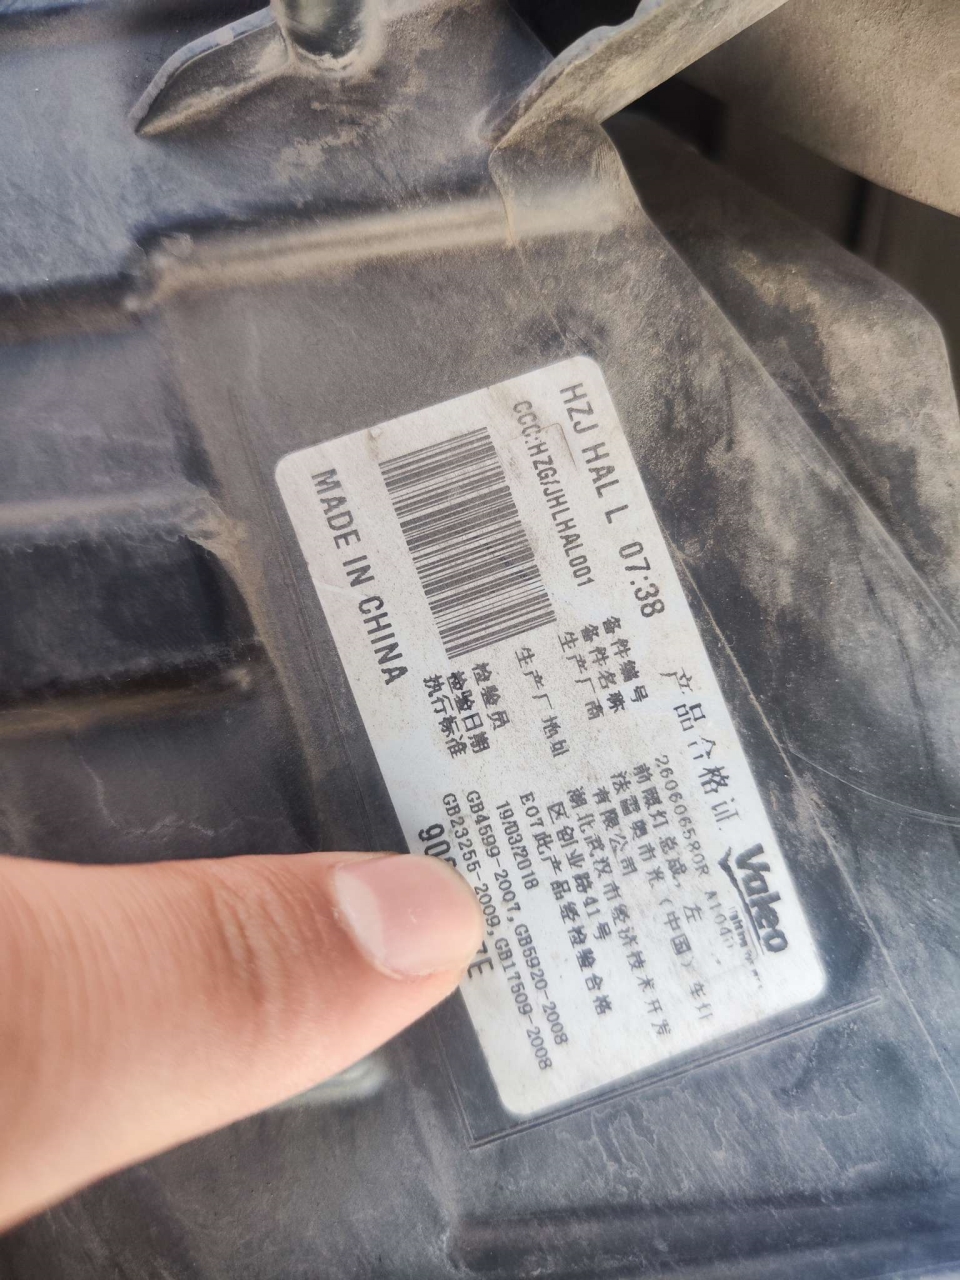 HZJ HAL L 07:38
CCC:HZG/JHLHAL001
MADE IN CHINA
产品合格证
Valeo
备件编号 260606580R
备件名称 前照灯总成, 左
生产厂商 法雷奥市光（中国）车灯
有限公司
生产厂地址 湖北武汉市经济技术开发
区创业路41号
检验员 E07此产品经检验合格
检验日期 19/03/2018
执行标准 GB4599-2007,GB5920-2008
GB23255-2009,GB17509-2008